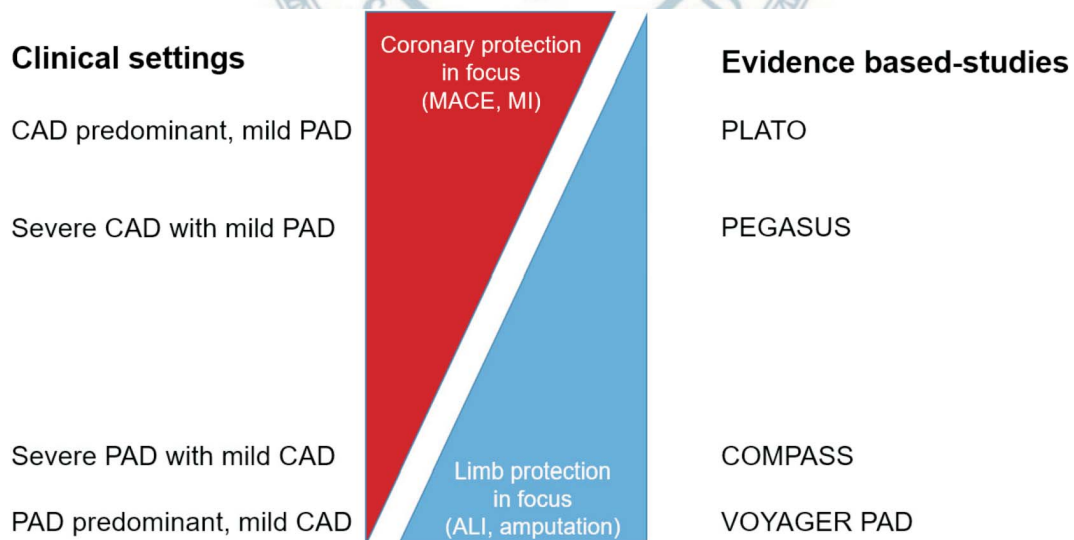 Clinical settings
CAD predominant, mild PAD
Severe CAD with mild PAD
Severe PAD with mild CAD
PAD predominant, mild CAD
Coronary protection
in focus
(MACE, MI)
Limb protection
in focus
(ALI, amputation)
Evidence based-studies
PLATO
PEGASUS
COMPASS
VOYAGER PAD